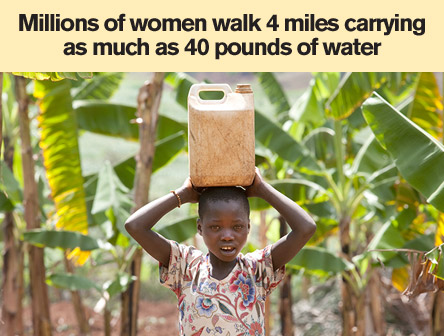 Millions of women walk 4 miles carrying
as much as 40 pounds of water